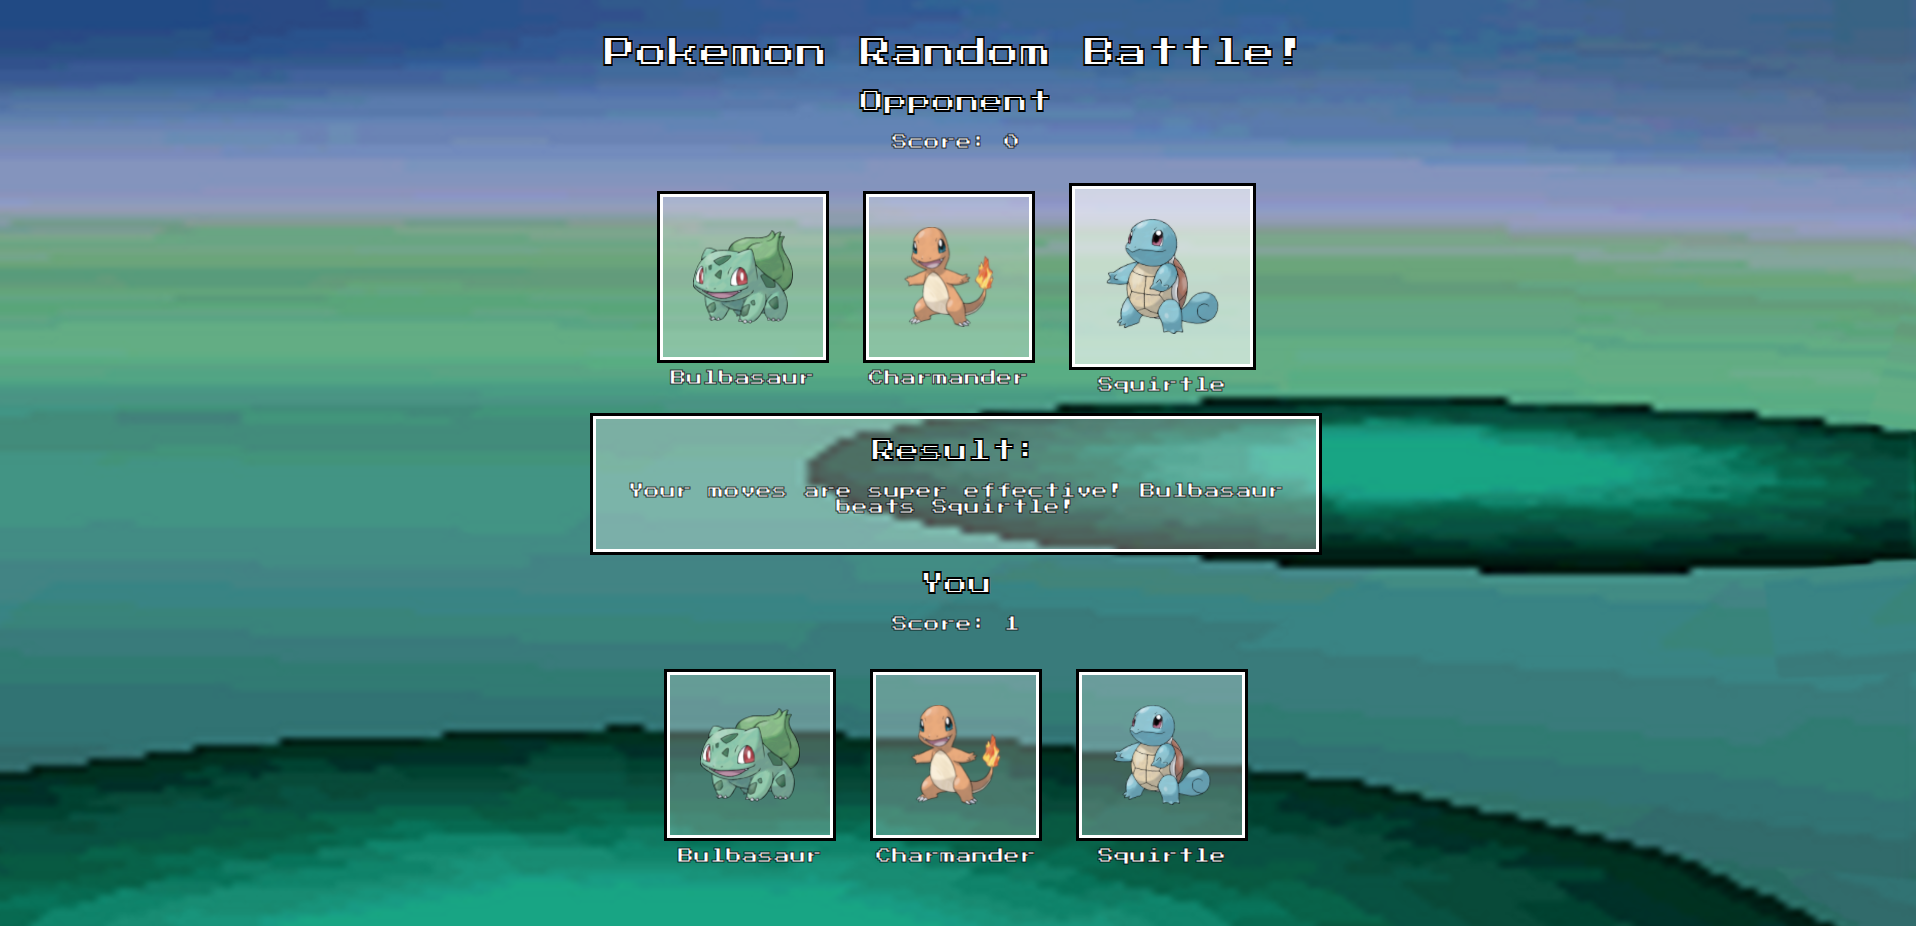 Pokemon Random Battle!
Opponent
Score: 0
Bulbasaur
Charmander
Squirtle
Result:
Your moves are super effective! Bulbasaur
beats Squirtle!
You
Score: 1
Bulbasaur
Charmander
Squirtle